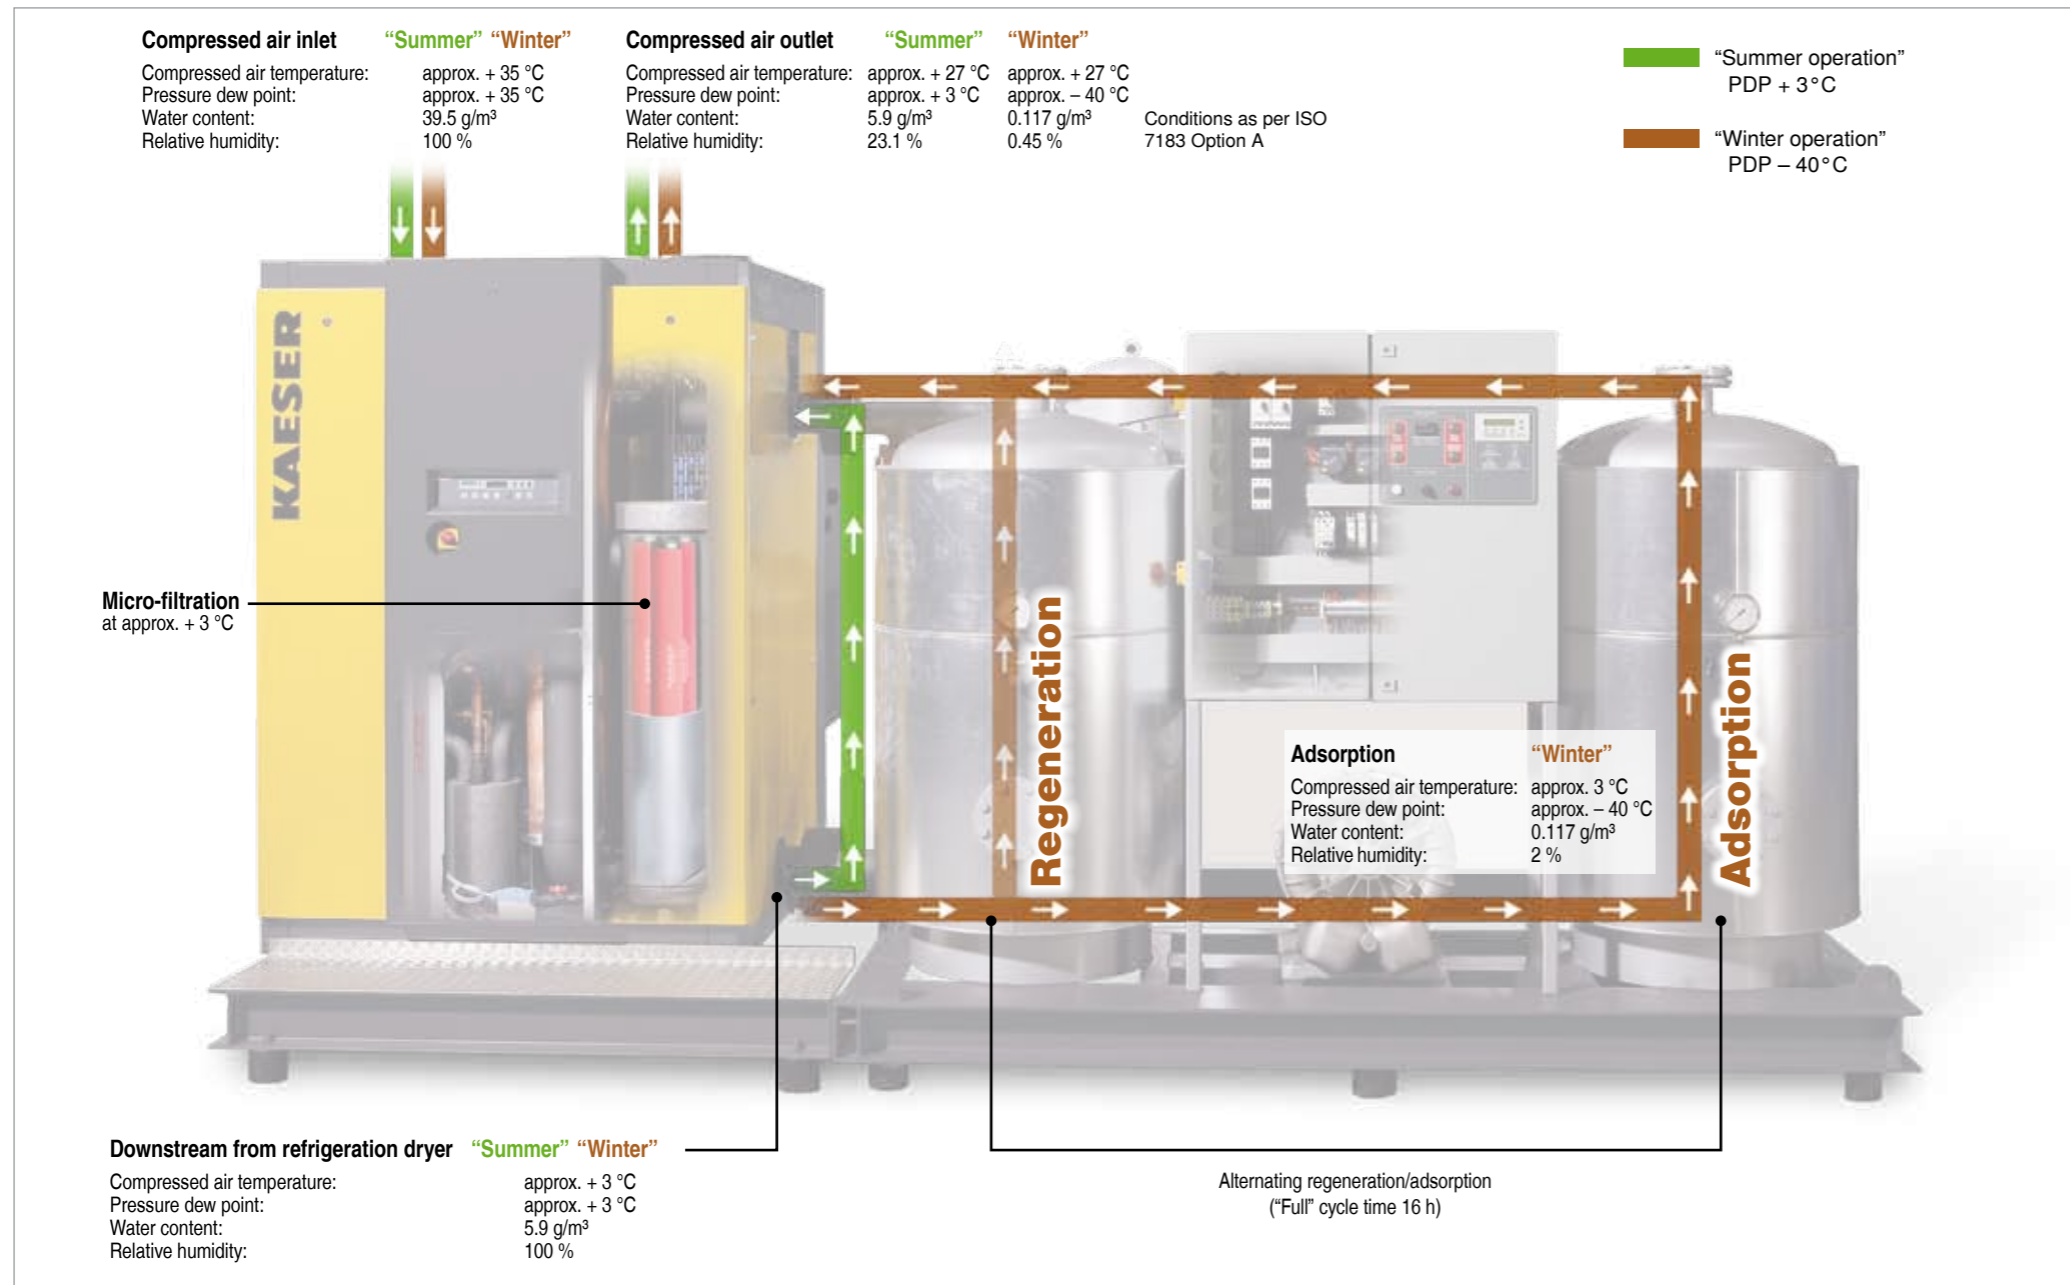 Compressed air inlet “Summer” “Winter”
Compressed air temperature: approx. + 35 °C
Pressure dew point: approx. + 35 °C
Water content: 39.5 g/m³
Relative humidity: 100 %
Compressed air outlet “Summer” “Winter”
Compressed air temperature: approx. + 27 °C approx. + 27 °C
Pressure dew point: approx. + 3 °C approx. – 40 °C
Water content: 5.9 g/m³ 0.117 g/m³ Conditions as per ISO
Relative humidity: 23.1 % 0.45 % 7183 Option A
“Summer operation”
PDP + 3°C
“Winter operation”
PDP – 40°C
KAESER
Micro-filtration
at approx. + 3 °C
Regeneration
Adsorption “Winter”
Compressed air temperature: approx. 3 °C
Pressure dew point: approx. – 40 °C
Water content: 0.117 g/m³
Relative humidity: 2 %
Adsorption
Downstream from refrigeration dryer “Summer” “Winter”
Compressed air temperature: approx. + 3 °C
Pressure dew point: approx. + 3 °C
Water content: 5.9 g/m³
Relative humidity: 100 %
Alternating regeneration/adsorption
(“Full” cycle time 16 h)